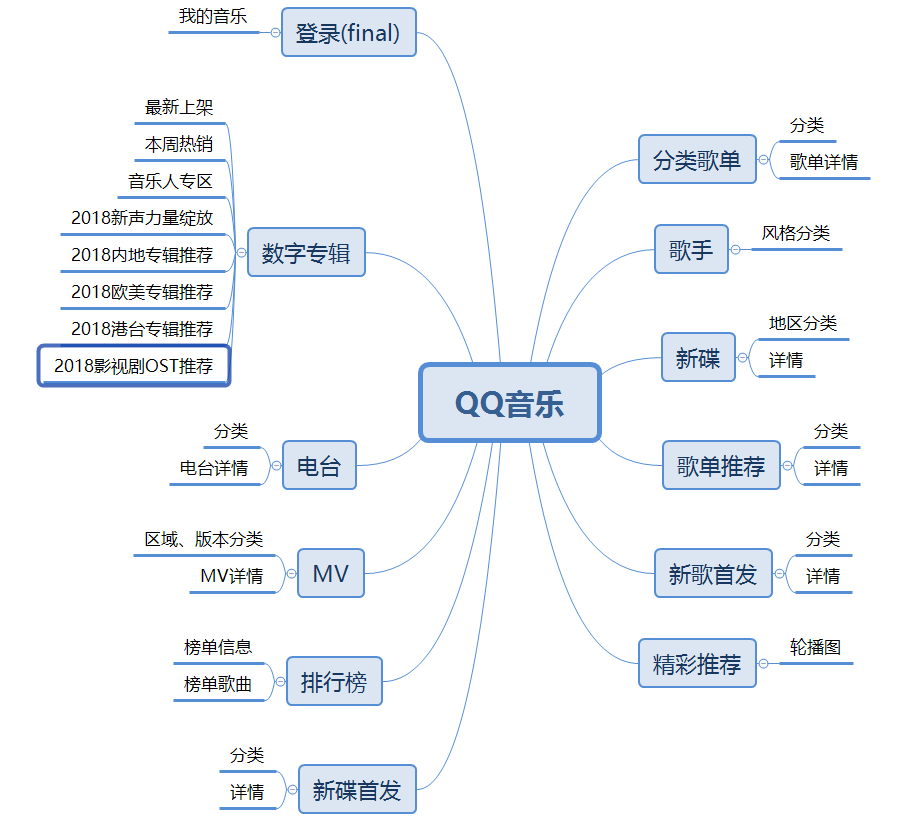 QQ音乐
分类歌单
分类
歌单详情
歌手
风格分类
新碟
地区分类
详情
歌单推荐
分类
详情
新歌首发
分类
详情
精彩推荐
轮播图
登录(final)
我的音乐
数字专辑
最新上架
本周热销
音乐人专区
2018新声力量绽放
2018内地专辑推荐
2018欧美专辑推荐
2018港台专辑推荐
2018影视剧OST推荐
电台
分类
电台详情
MV
区域、版本分类
MV详情
排行榜
榜单信息
榜单歌曲
新碟首发
分类
详情